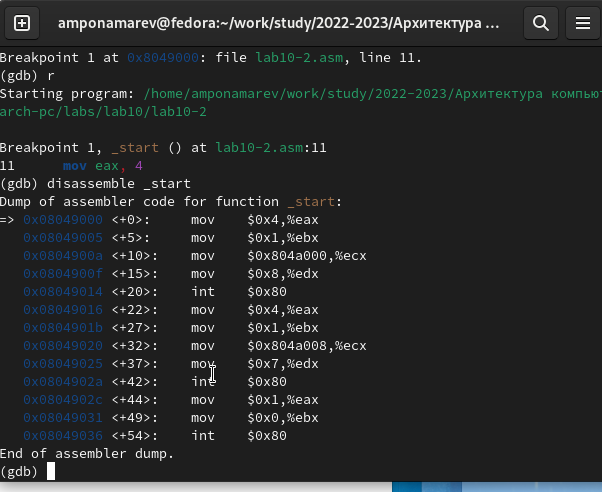 amponamarev@fedora:~/work/study/2022-2023/Архитектура ...
Breakpoint 1 at 0x8049000: file lab10-2.asm, line 11.
(gdb) r
Starting program: /home/amponamarev/work/study/2022-2023/Архитектура компьют
arch-pc/labs/lab10/lab10-2
Breakpoint 1, _start () at lab10-2.asm:11
11 mov eax, 4
(gdb) disassemble _start
Dump of assembler code for function _start:
=> 0x08049000 <+0>: mov $0x4,%eax
0x08049005 <+5>: mov $0x1,%ebx
0x0804900a <+10>: mov $0x804a000,%ecx
0x0804900f <+15>: mov $0x8,%edx
0x08049014 <+20>: int $0x80
0x08049016 <+22>: mov $0x4,%eax
0x0804901b <+27>: mov $0x1,%ebx
0x08049020 <+32>: mov $0x804a008,%ecx
0x08049025 <+37>: mov $0x7,%edx
0x0804902a <+42>: int $0x80
0x0804902c <+44>: mov $0x1,%eax
0x08049031 <+49>: mov $0x0,%ebx
0x08049036 <+54>: int $0x80
End of assembler dump.
(gdb)